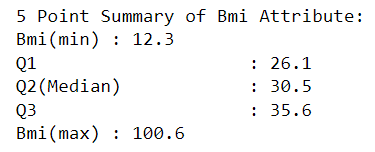 5 Point Summary of Bmi Attribute:
Bmi(min) : 12.3
Q1                  : 26.1
Q2(Median)          : 30.5
Q3                  : 35.6
Bmi(max) : 100.6